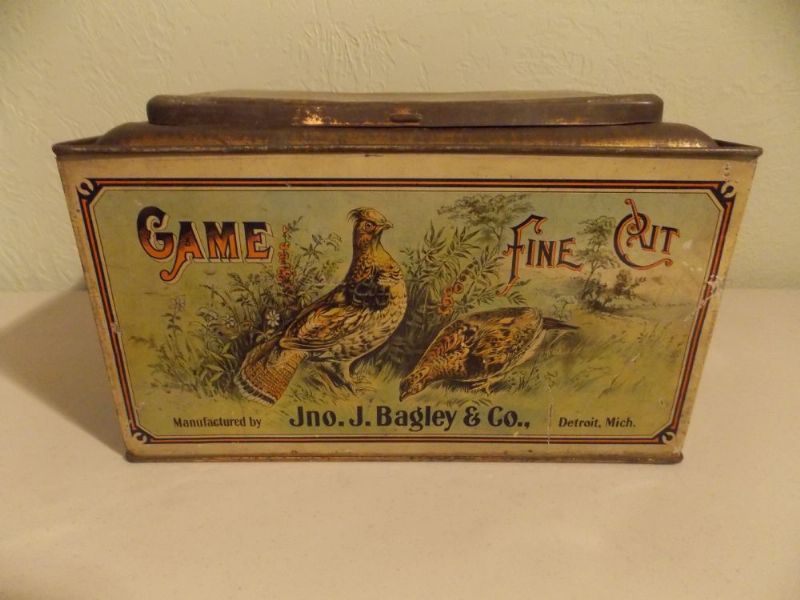 GAME FINE CUT
Manufactured by Jno. J. Bagley & Co., Detroit, Mich.